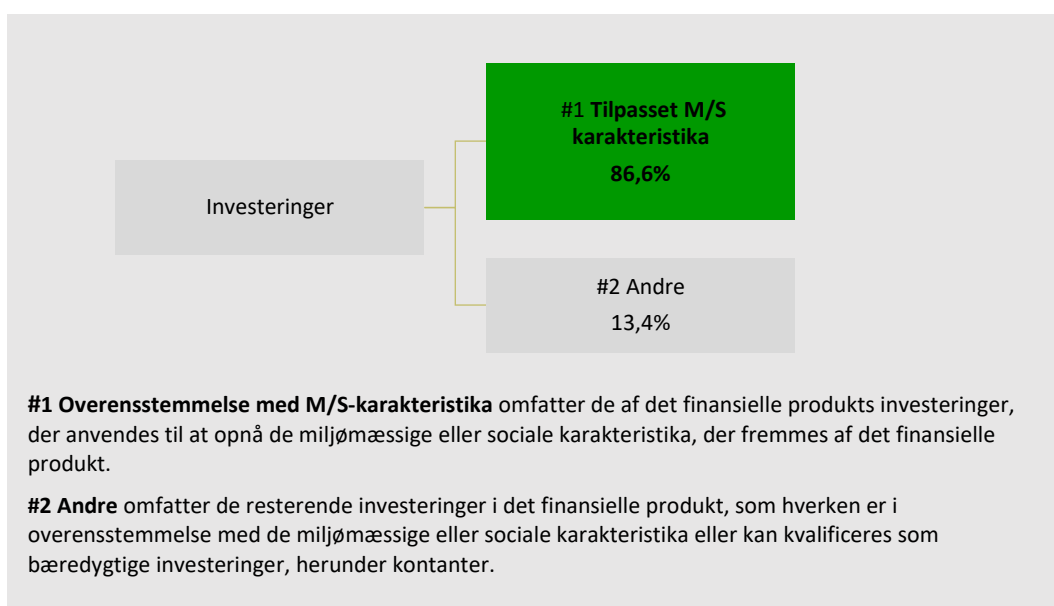 #1 Tilpasset M/S
karakteristika
86,6%
Investeringer
#2 Andre
13,4%
#1 Overensstemmelse med M/S-karakteristika omfatter de af det finansielle produkts investeringer,
der anvendes til at opnå de miljømæssige eller sociale karakteristika, der fremmes af det finansielle
produkt.
#2 Andre omfatter de resterende investeringer i det finansielle produkt, som hverken er i
overensstemmelse med de miljømæssige eller sociale karakteristika eller kan kvalificeres som
bæredygtige investeringer, herunder kontanter.